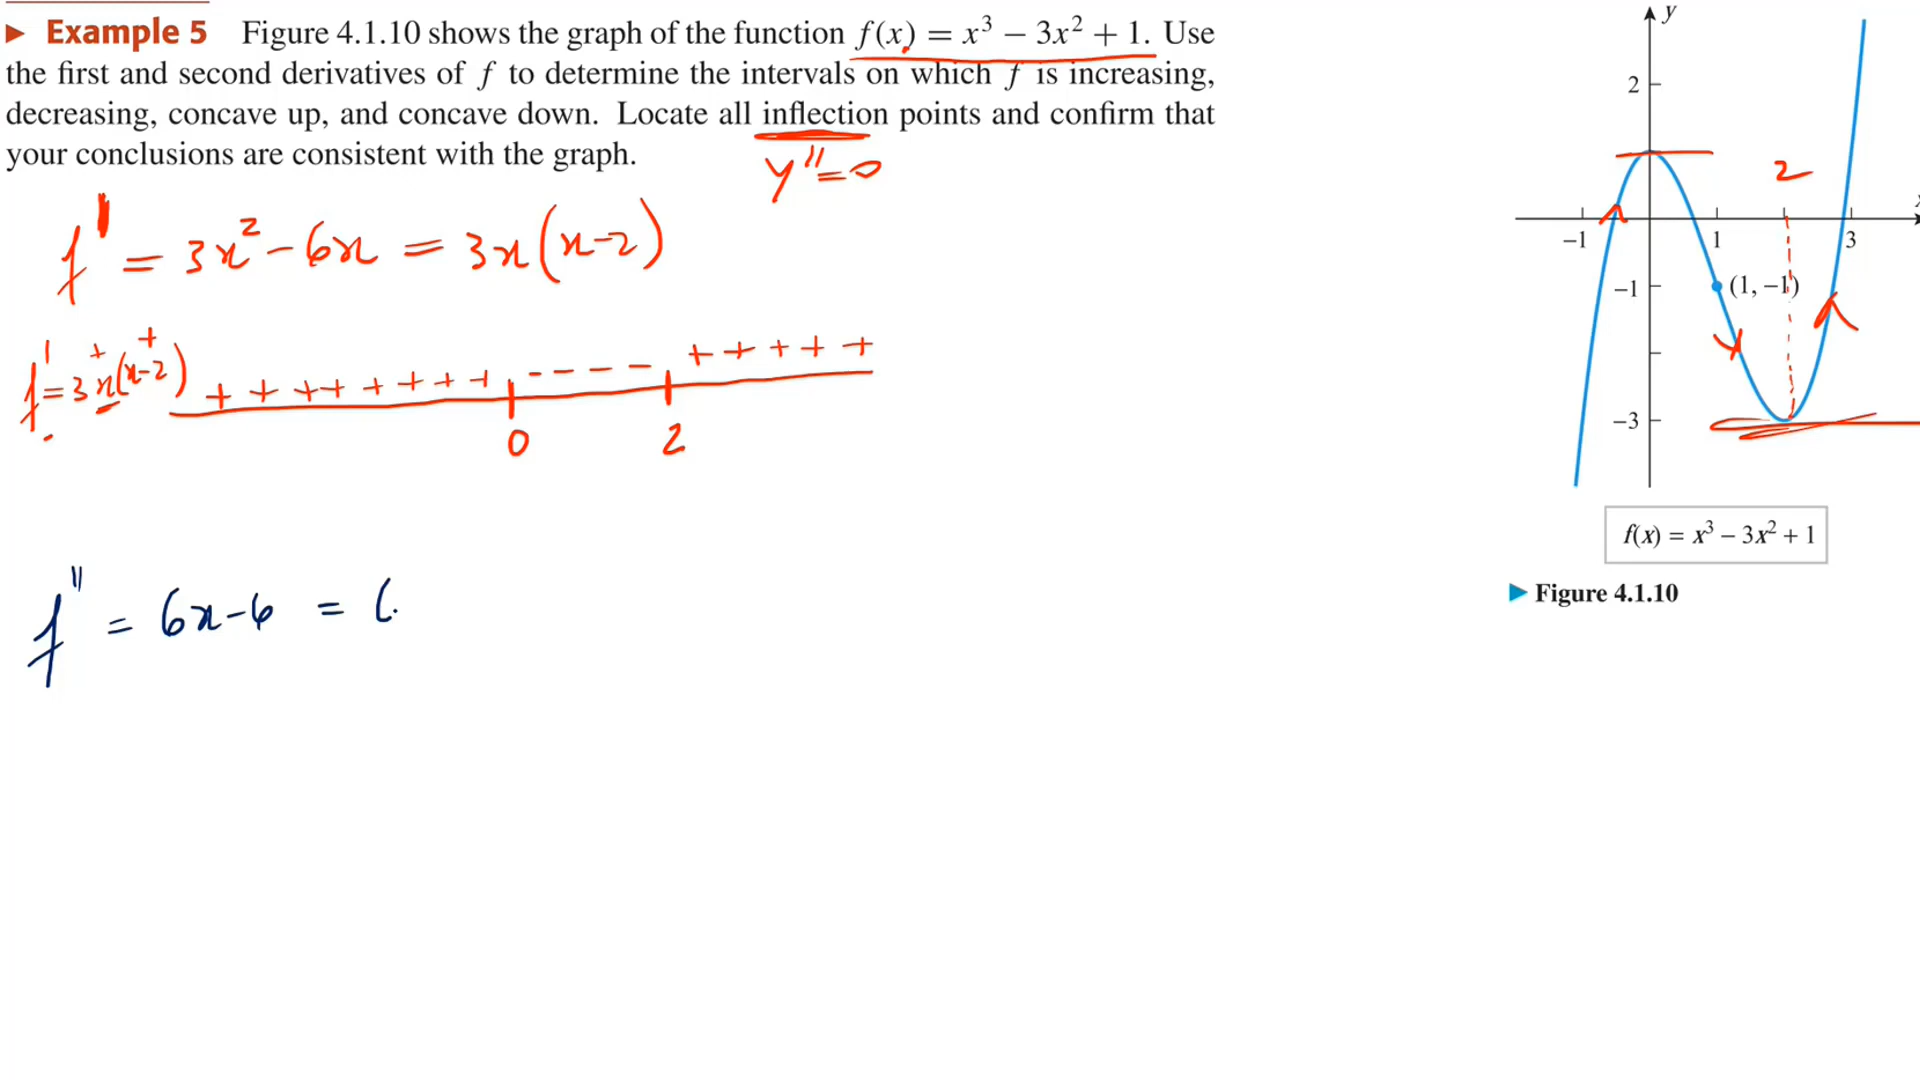 ► Example 5 Figure 4.1.10 shows the graph of the function f(x) = x³ − 3x² + 1. Use
the first and second derivatives of f to determine the intervals on which f is increasing,
decreasing, concave up, and concave down. Locate all inflection points and confirm that
your conclusions are consistent with the graph.
y''=0
f' = 3x² − 6x = 3x(x−2)
+ +
f' = 3x(x−2) + + + + + + + + − − − − + + + + +
0 2
f'' = 6x − 6 = (
y
x
2
2
−1 1 3
−1 (1, −1)
−3
f(x) = x³ − 3x² + 1
► Figure 4.1.10